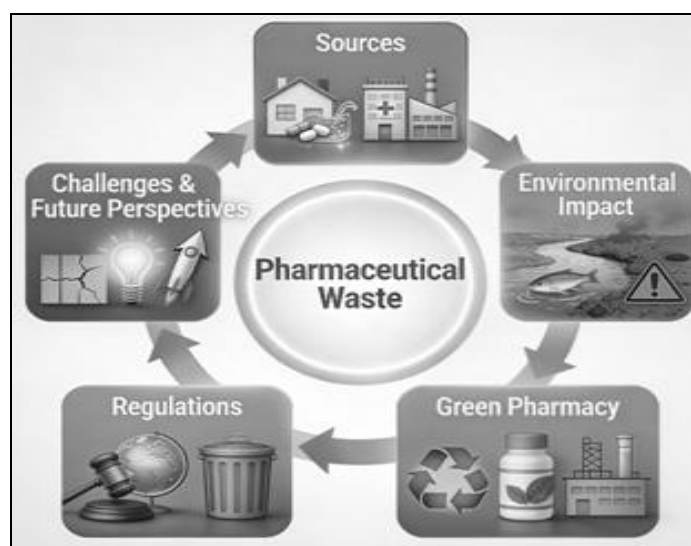 Sources
Environmental
Impact
Green Pharmacy
Regulations
Challenges &
Future Perspectives
Pharmaceutical
Waste